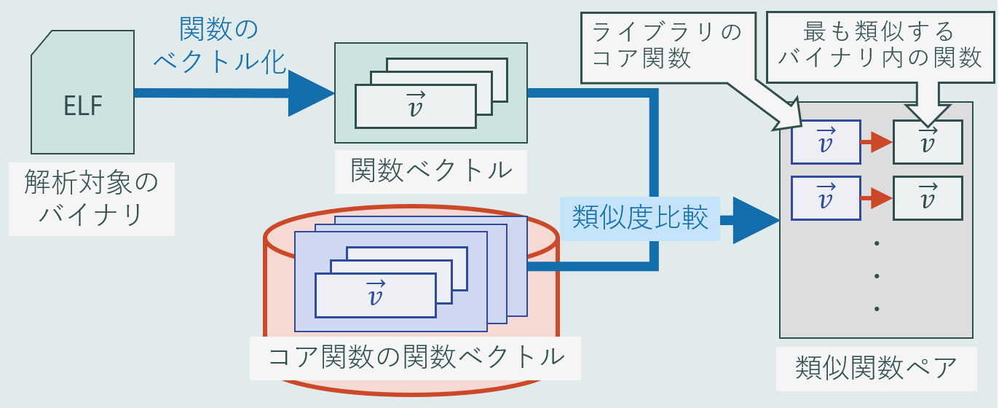 関数の
ベクトル化
ELF
解析対象の
バイナリ
v
関数ベクトル
v
コア関数の関数ベクトル
類似度比較
ライブラリの
コア関数
最も類似する
バイナリ内の関数
v v
v v
類似関数ペア